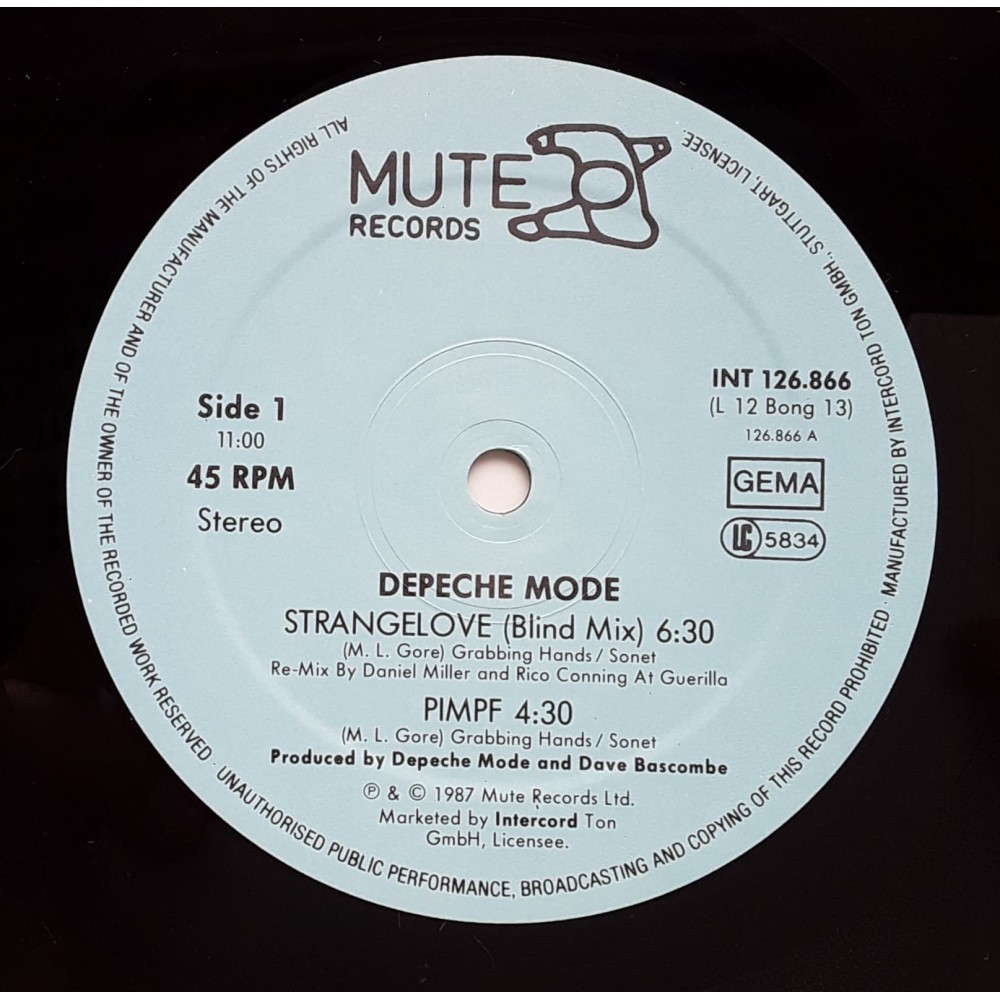 MUTE
RECORDS
Side 1
11:00
45 RPM
Stereo
INT 126.866
(L 12 Bong 13)
126.866 A
GEMA
LC 5834
DEPECHE MODE
STRANGELOVE (Blind Mix) 6:30
(M. L. Gore) Grabbing Hands / Sonet
Re-Mix By Daniel Miller and Rico Conning At Guerilla
PIMPF 4:30
(M. L. Gore) Grabbing Hands / Sonet
Produced by Depeche Mode and Dave Bascombe
℗ & © 1987 Mute Records Ltd.
Marketed by Intercord Ton
GmbH, Licensee.
ALL RIGHTS OF THE MANUFACTURER AND OF THE OWNER OF THE RECORDED WORK RESERVED · UNAUTHORISED PUBLIC PERFORMANCE, BROADCASTING AND COPYING OF THIS RECORD PROHIBITED · MANUFACTURED BY INTERCORD TON GMBH., STUTTGART, LICENSEE.